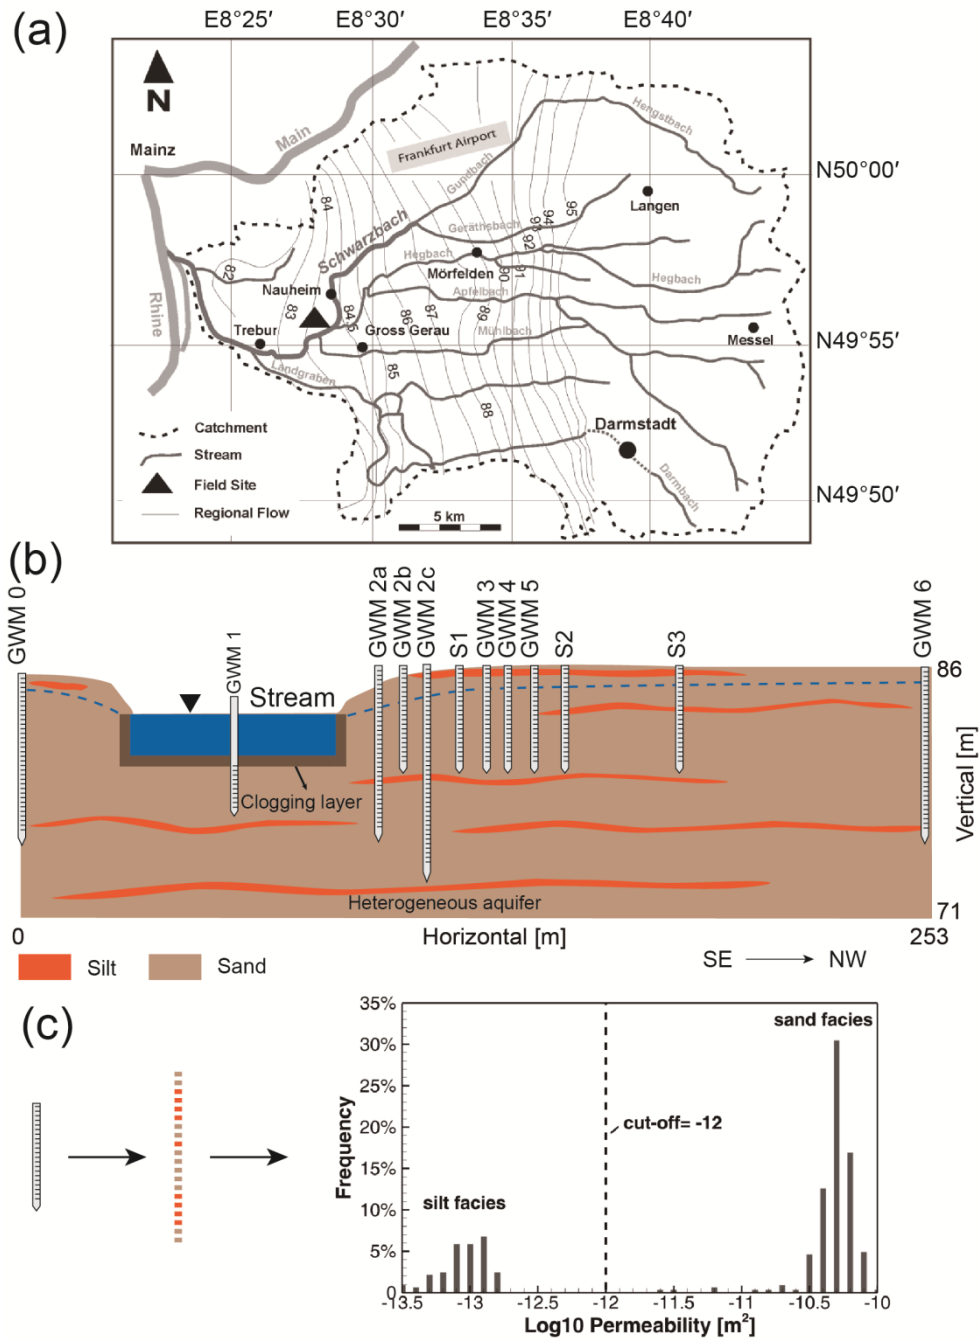 (a)
E8°25′ E8°30′ E8°35′ E8°40′
N
Mainz
Main
Rhine
Frankfurt Airport
Hengstbach
Gundbach
N50°00′
Langen
84
Schwarzbach
Geräthsbach
93 94 95
92
Hegbach
Mörfelden
90 91
Hegbach
82
Nauheim
83
Apfelbach
84.5
86 87 89
Trebur
Gross Gerau
Mühlbach
Messel
N49°55′
Landgraben
85
88
Darmstadt
Darmbach
N49°50′
Catchment
Stream
Field Site
Regional Flow
5 km
(b)
GWM 0
GWM 1
GWM 2a
GWM 2b
GWM 2c
S1
GWM 3
GWM 4
GWM 5
S2
S3
GWM 6
Stream
86
Clogging layer
Vertical [m]
Heterogeneous aquifer
71
0
Horizontal [m]
253
Silt
Sand
SE NW
(c)
35%
30%
25%
20%
15%
10%
5%
0%
Frequency
sand facies
cut-off= -12
silt facies
-13.5 -13 -12.5 -12 -11.5 -11 -10.5 -10
Log10 Permeability [m²]